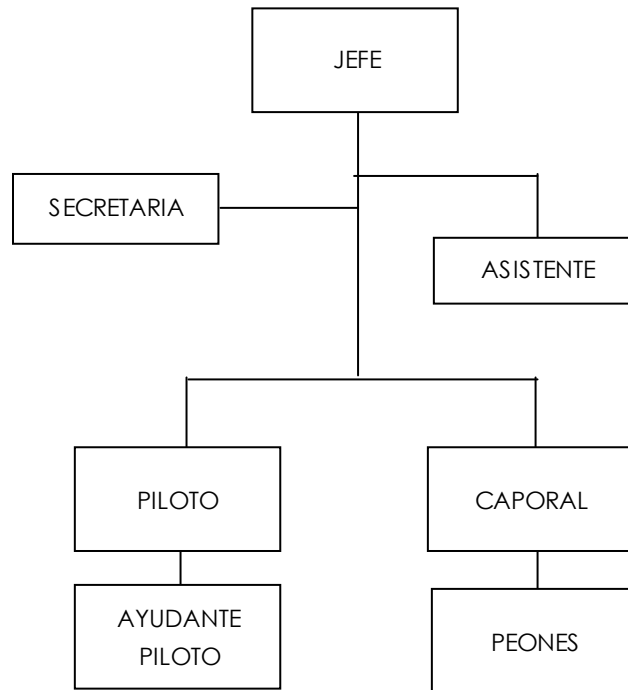 JEFE
SECRETARIA
ASISTENTE
PILOTO
CAPORAL
AYUDANTE
PILOTO
PEONES